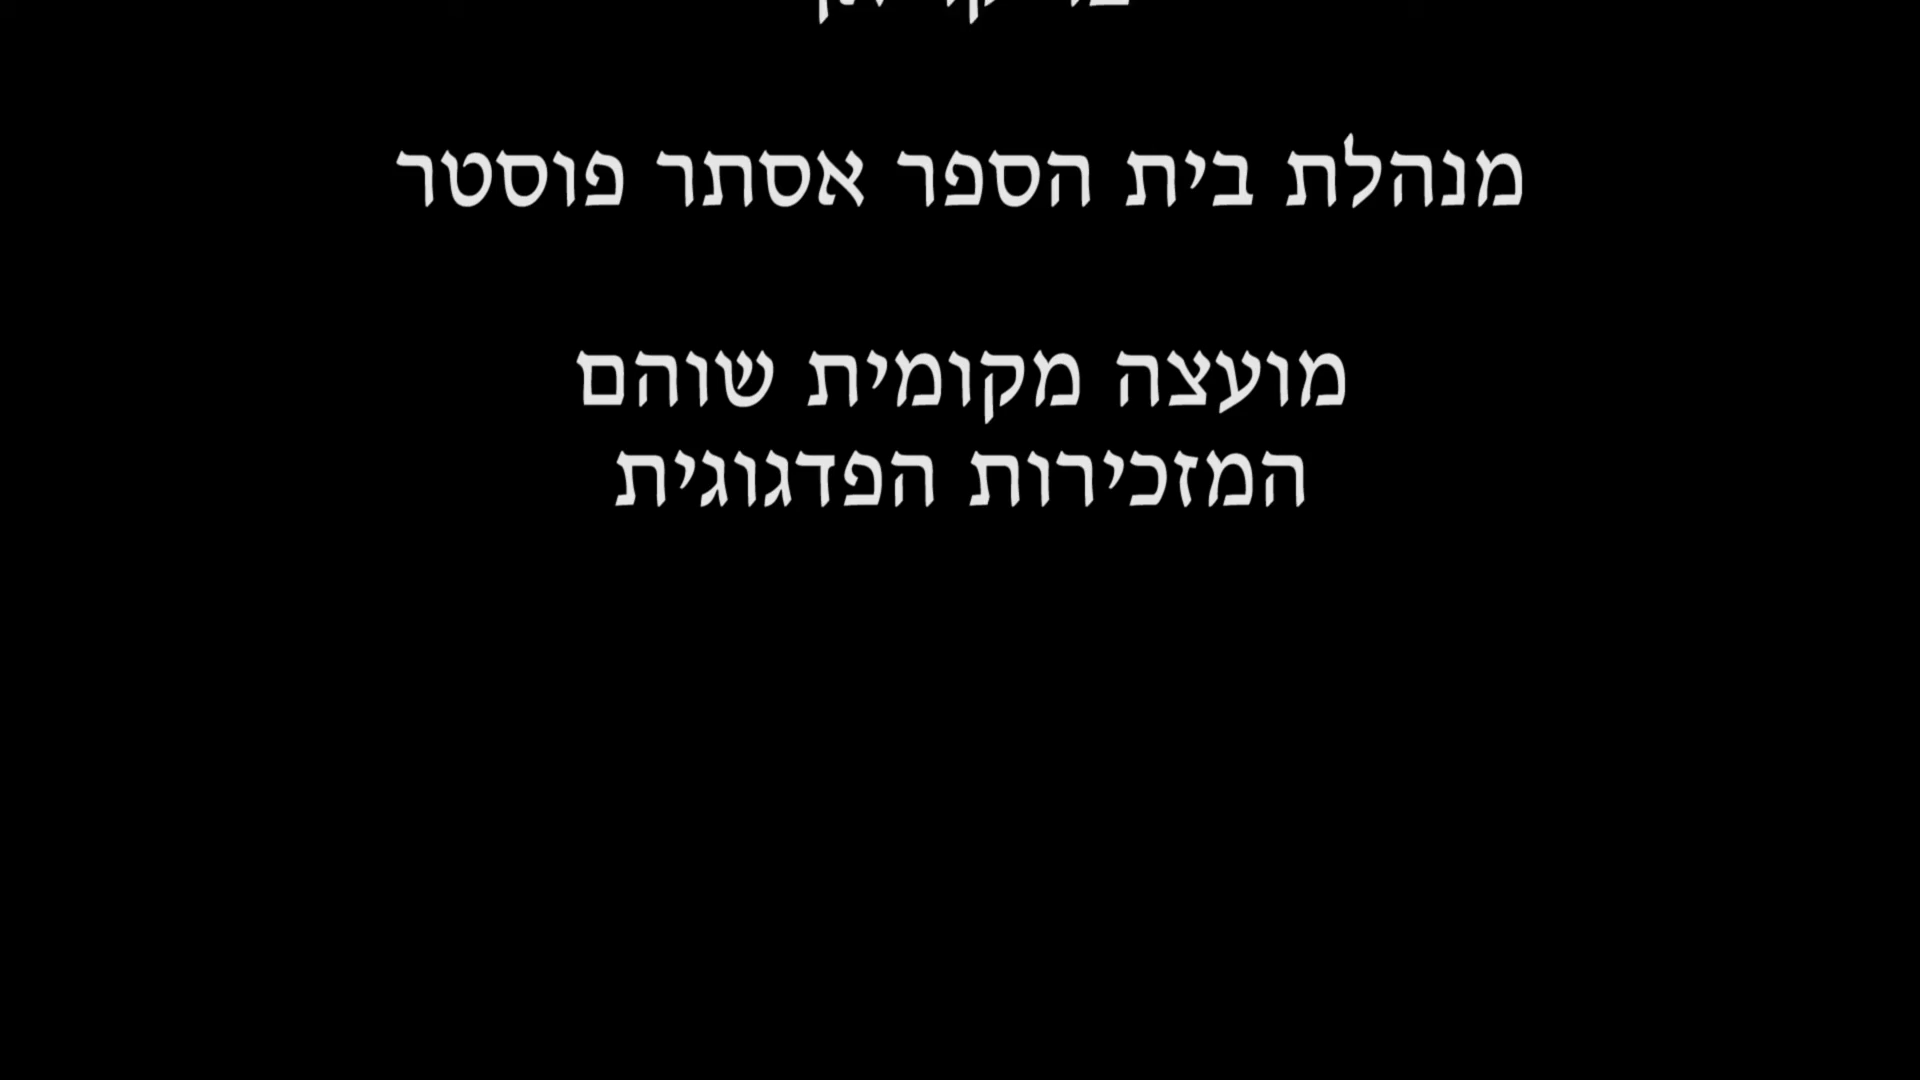 מנהלת בית הספר אסתר פוסטר
מועצה מקומית שוהם
המזכירות הפדגוגית